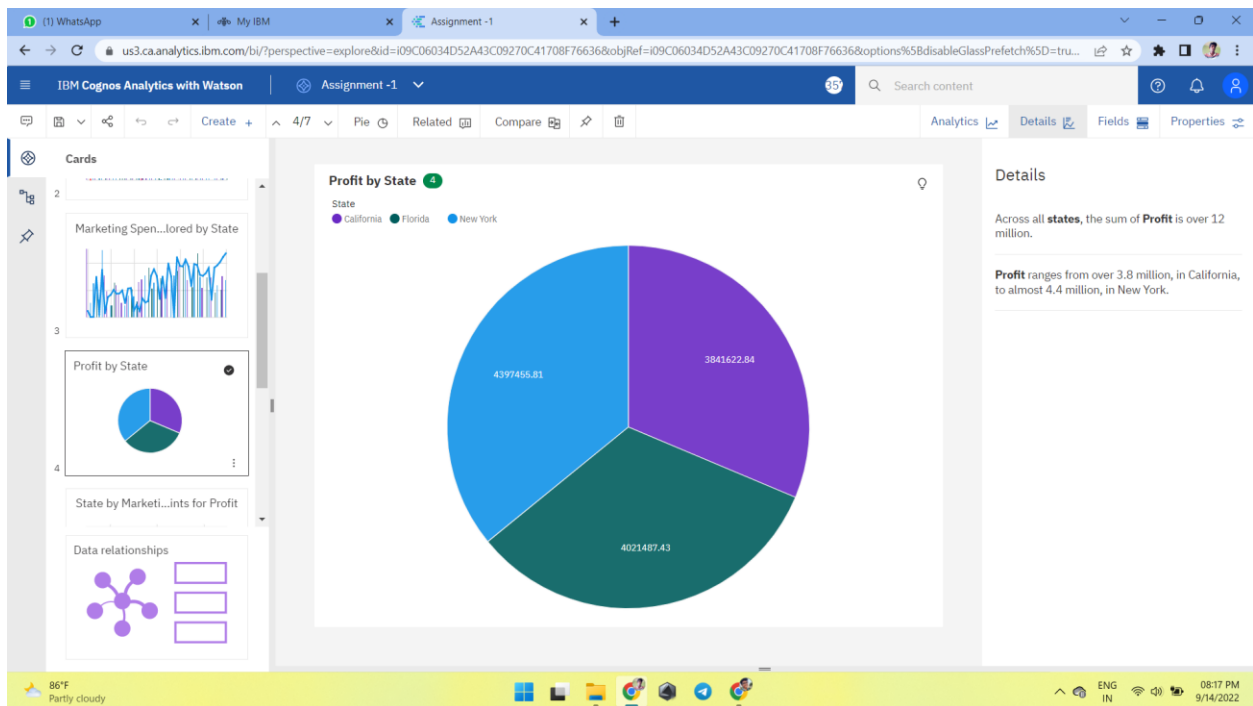 (1) WhatsApp
My IBM
Assignment -1
us3.ca.analytics.ibm.com/bi/?perspective=explore&id=i09C06034D52A43C09270C41708F76636&objRef=i09C06034D52A43C09270C41708F76636&options%5BdisableGlassPrefetch%5D=tru...
IBM Cognos Analytics with Watson
Assignment -1
35
Search content
Create +
4/7
Pie
Related
Compare
Analytics
Details
Fields
Properties
Cards
2
Marketing Spen...lored by State
3
Profit by State
4
State by Marketi...ints for Profit
Data relationships
Profit by State 4
State
California Florida New York
4397455.81
3841622.84
4021487.43
Details
Across all states, the sum of Profit is over 12
million.
Profit ranges from over 3.8 million, in California,
to almost 4.4 million, in New York.
86°F
Partly cloudy
ENG
IN
08:17 PM
9/14/2022